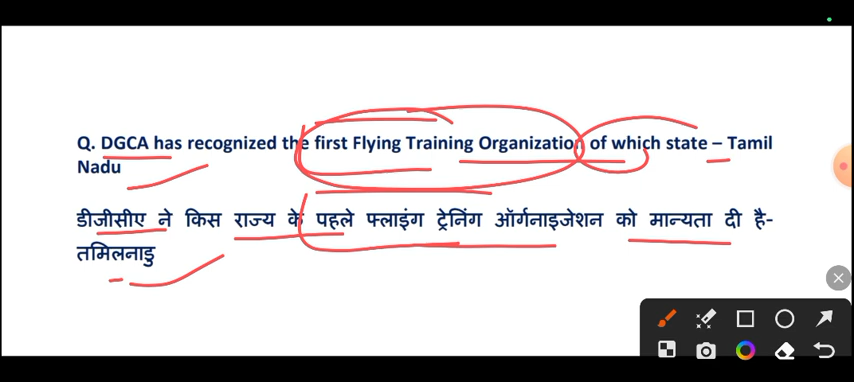 Q. DGCA has recognized the first Flying Training Organization of which state – Tamil
Nadu
डीजीसीए ने किस राज्य के पहले फ्लाइंग ट्रेनिंग ऑर्गनाइजेशन को मान्यता दी है-
तमिलनाडु